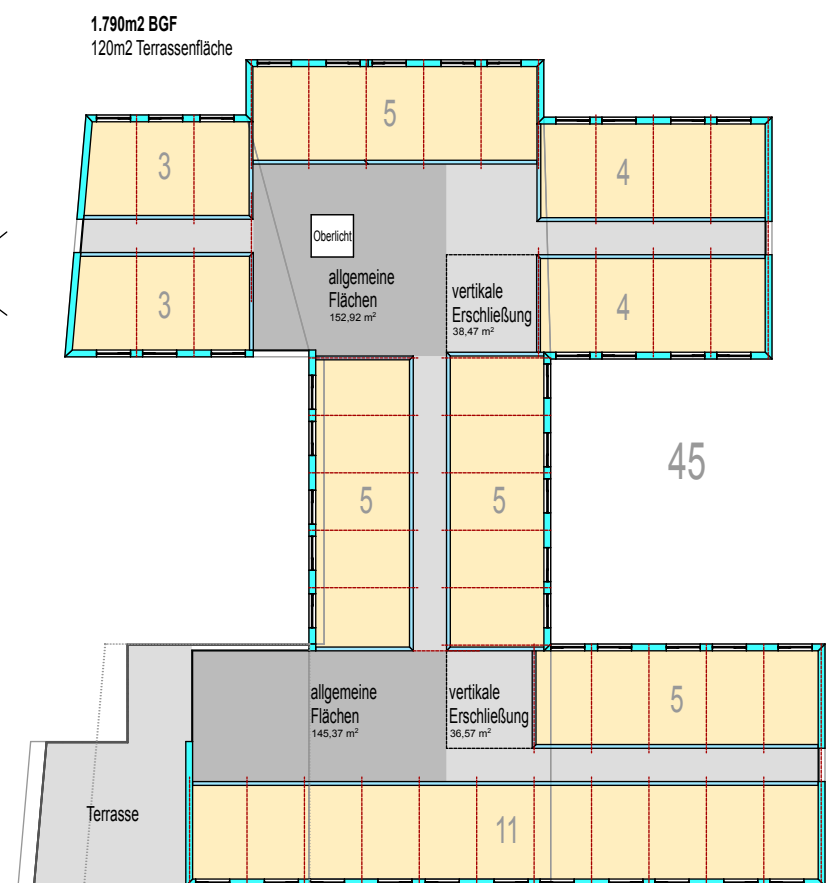 1.790m2 BGF
120m2 Terrassenfläche
5
3
4
Oberlicht
allgemeine
Flächen
152,92 m²
vertikale
Erschließung
38,47 m²
3
4
45
5
5
allgemeine
Flächen
145,37 m²
vertikale
Erschließung
36,57 m²
5
Terrasse
11